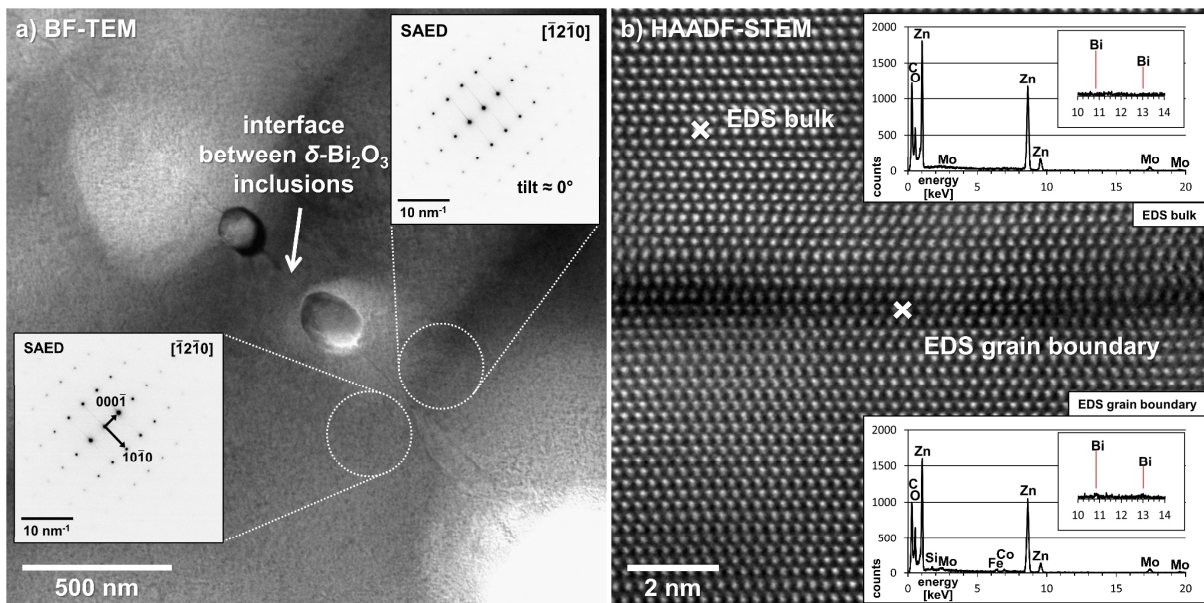 a) BF-TEM
SAED
[1̄21̄0]
tilt ≈ 0°
10 nm-1
interface
between δ-Bi2O3
inclusions
SAED
[1̄21̄0]
0001̄
101̄0
10 nm-1
500 nm
b) HAADF-STEM
EDS bulk
2000
1500
1000
500
0
counts
Zn
C
O
Mo
Zn
Zn
Mo
Mo
0
5
10
15
20
energy
[keV]
Bi
Bi
10 11 12 13 14
EDS bulk
EDS grain boundary
EDS grain boundary
2000
1500
1000
500
0
counts
Zn
C
O
Si
Mo
Fe
Co
Zn
Zn
Mo
Mo
0
5
10
15
20
energy
[keV]
Bi
Bi
10 11 12 13 14
2 nm